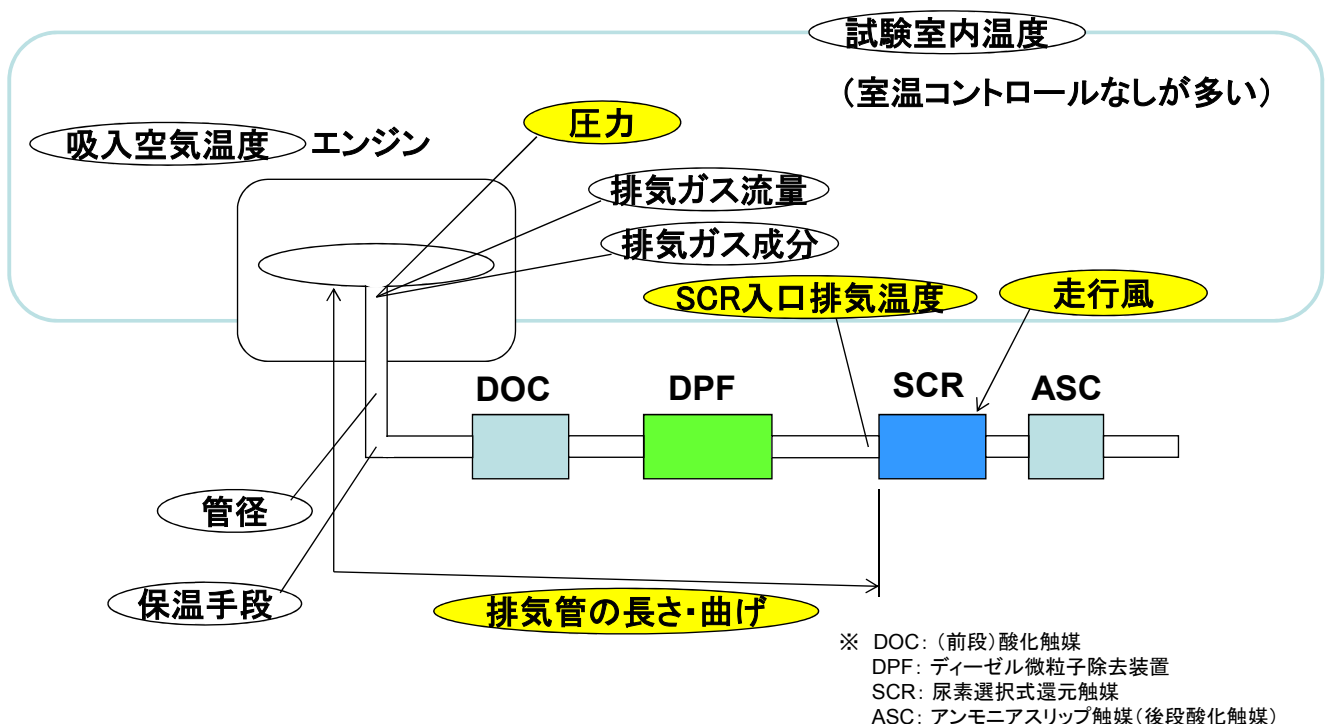 試験室内温度
(室温コントロールなしが多い)
圧力
吸入空気温度 エンジン
排気ガス流量
排気ガス成分
SCR入口排気温度
走行風
DOC
DPF
SCR
ASC
管径
保温手段
排気管の長さ・曲げ
※ DOC: (前段)酸化触媒
DPF: ディーゼル微粒子除去装置
SCR: 尿素選択式還元触媒
ASC: アンモニアスリップ触媒(後段酸化触媒)